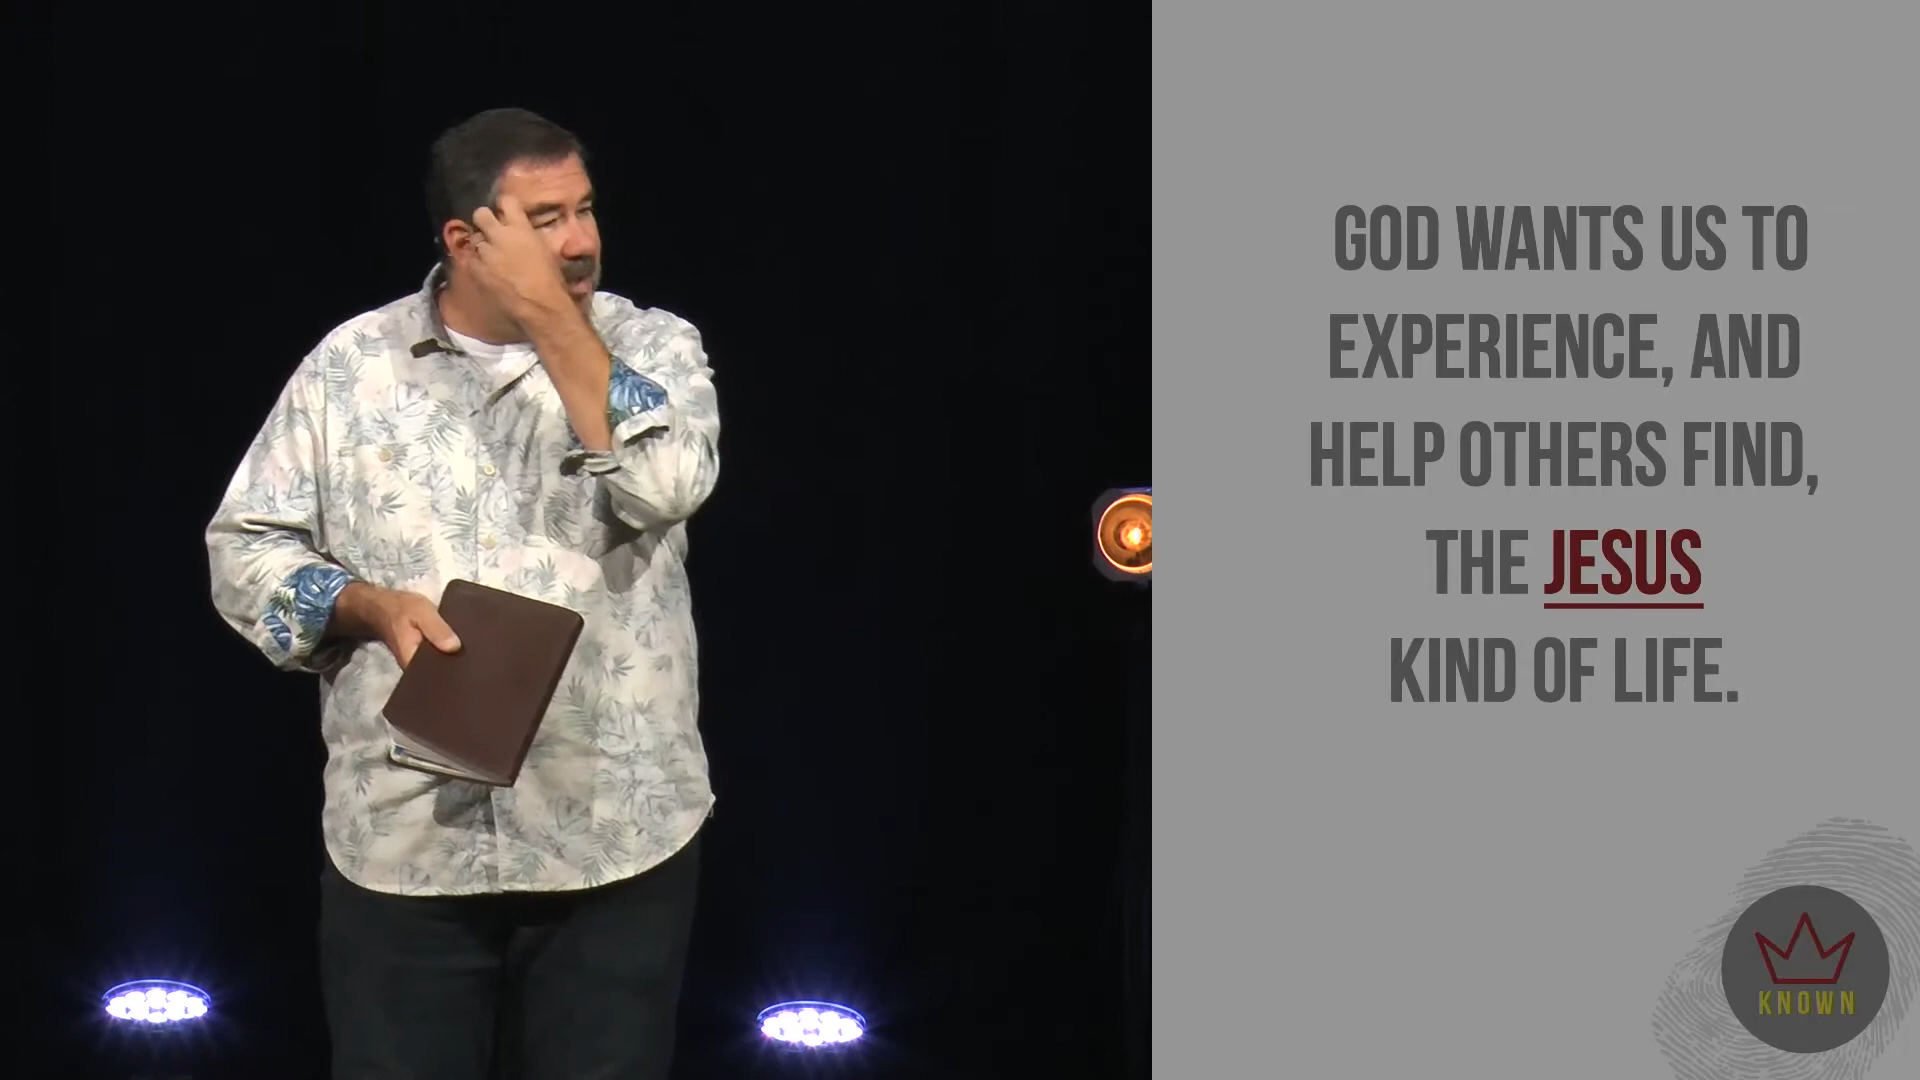 GOD WANTS US TO
EXPERIENCE, AND
HELP OTHERS FIND,
THE JESUS
KIND OF LIFE.
KNOWN